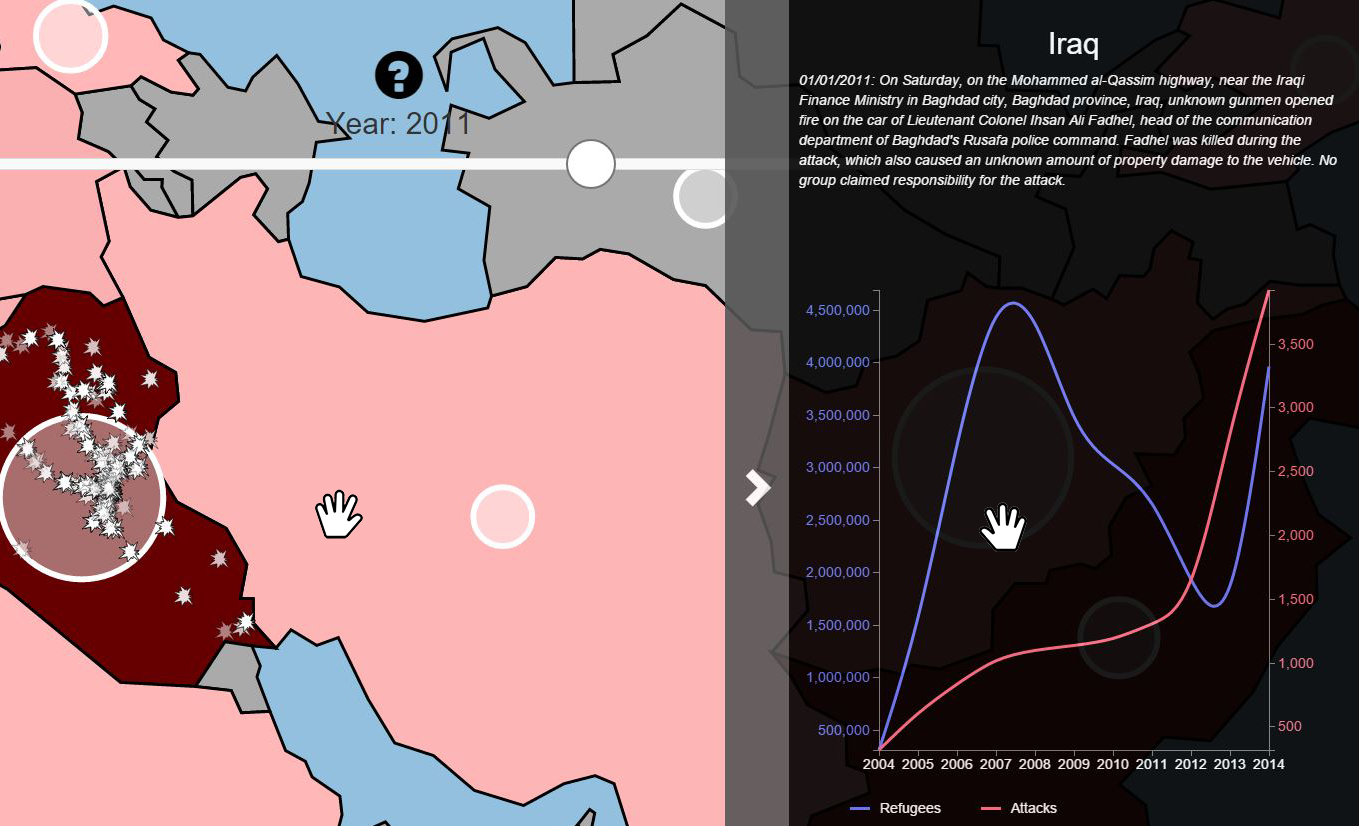 ?
Year: 2011
Iraq
01/01/2011: On Saturday, on the Mohammed al-Qassim highway, near the Iraqi
Finance Ministry in Baghdad city, Baghdad province, Iraq, unknown gunmen opened
fire on the car of Lieutenant Colonel Ihsan Ali Fadhel, head of the communication
department of Baghdad's Rusafa police command. Fadhel was killed during the
attack, which also caused an unknown amount of property damage to the vehicle. No
group claimed responsibility for the attack.
4,500,000
4,000,000
3,500,000
3,000,000
2,500,000
2,000,000
1,500,000
1,000,000
500,000
3,500
3,000
2,500
2,000
1,500
1,000
500
2004 2005 2006 2007 2008 2009 2010 2011 2012 2013 2014
Refugees Attacks